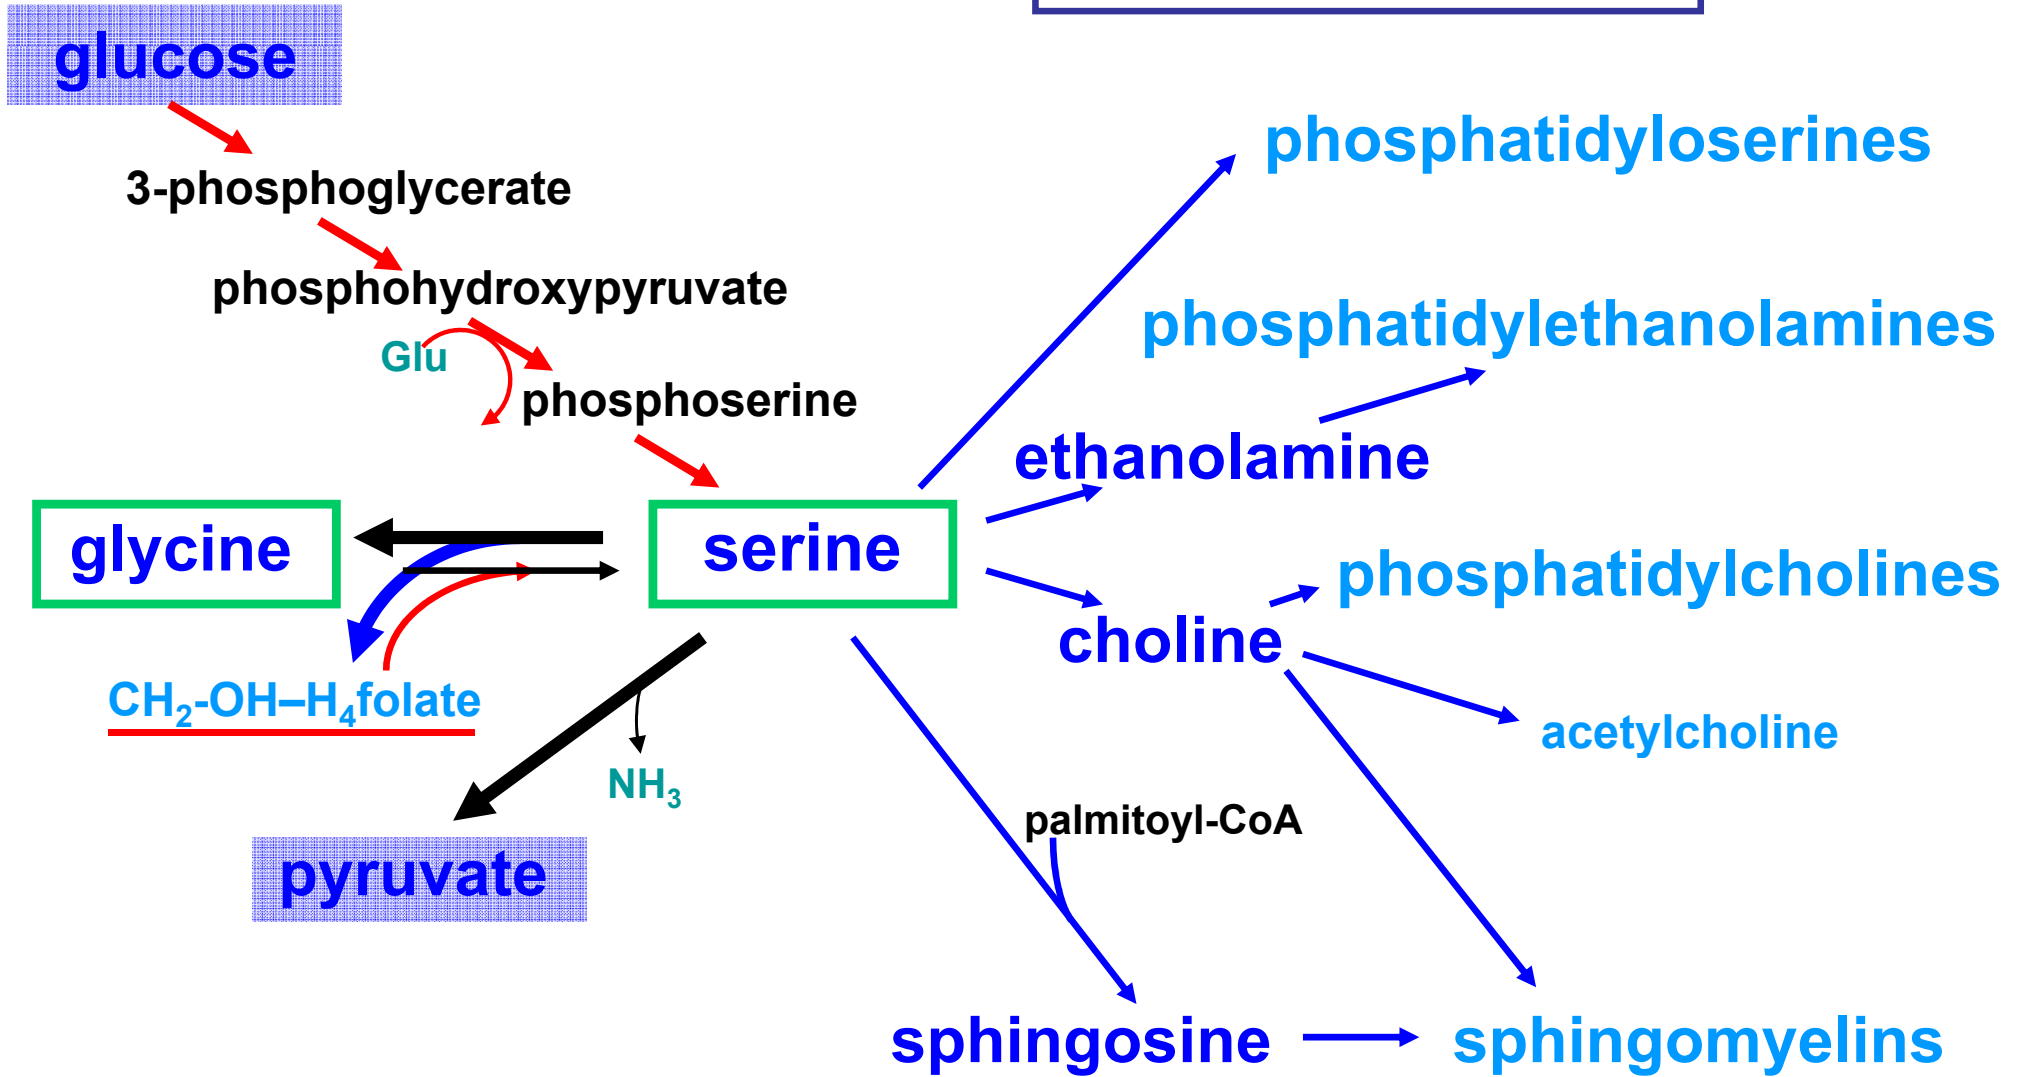 glucose
phosphatidyloserines
3-phosphoglycerate
phosphohydroxypyruvate
phosphatidylethanolamines
Glu
phosphoserine
ethanolamine
glycine
serine
phosphatidylcholines
choline
CH₂-OH–H₄folate
acetylcholine
NH₃
palmitoyl-CoA
pyruvate
sphingosine
sphingomyelins